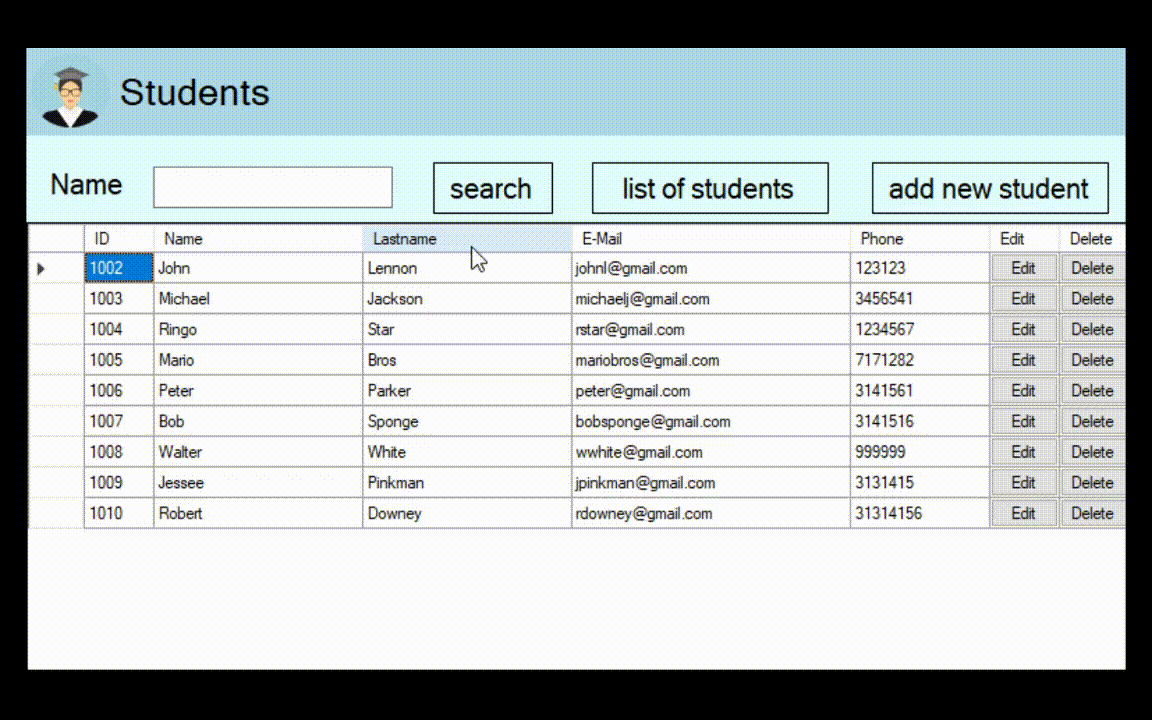 Students
Name search list of students add new student
ID Name Lastname E-Mail Phone Edit Delete
1002 John Lennon johnl@gmail.com 123123 Edit Delete
1003 Michael Jackson michaelj@gmail.com 3456541 Edit Delete
1004 Ringo Star rstar@gmail.com 1234567 Edit Delete
1005 Mario Bros mariobros@gmail.com 7171282 Edit Delete
1006 Peter Parker peter@gmail.com 3141561 Edit Delete
1007 Bob Sponge bobsponge@gmail.com 3141516 Edit Delete
1008 Walter White wwhite@gmail.com 999999 Edit Delete
1009 Jessee Pinkman jpinkman@gmail.com 3131415 Edit Delete
1010 Robert Downey rdowney@gmail.com 31314156 Edit Delete